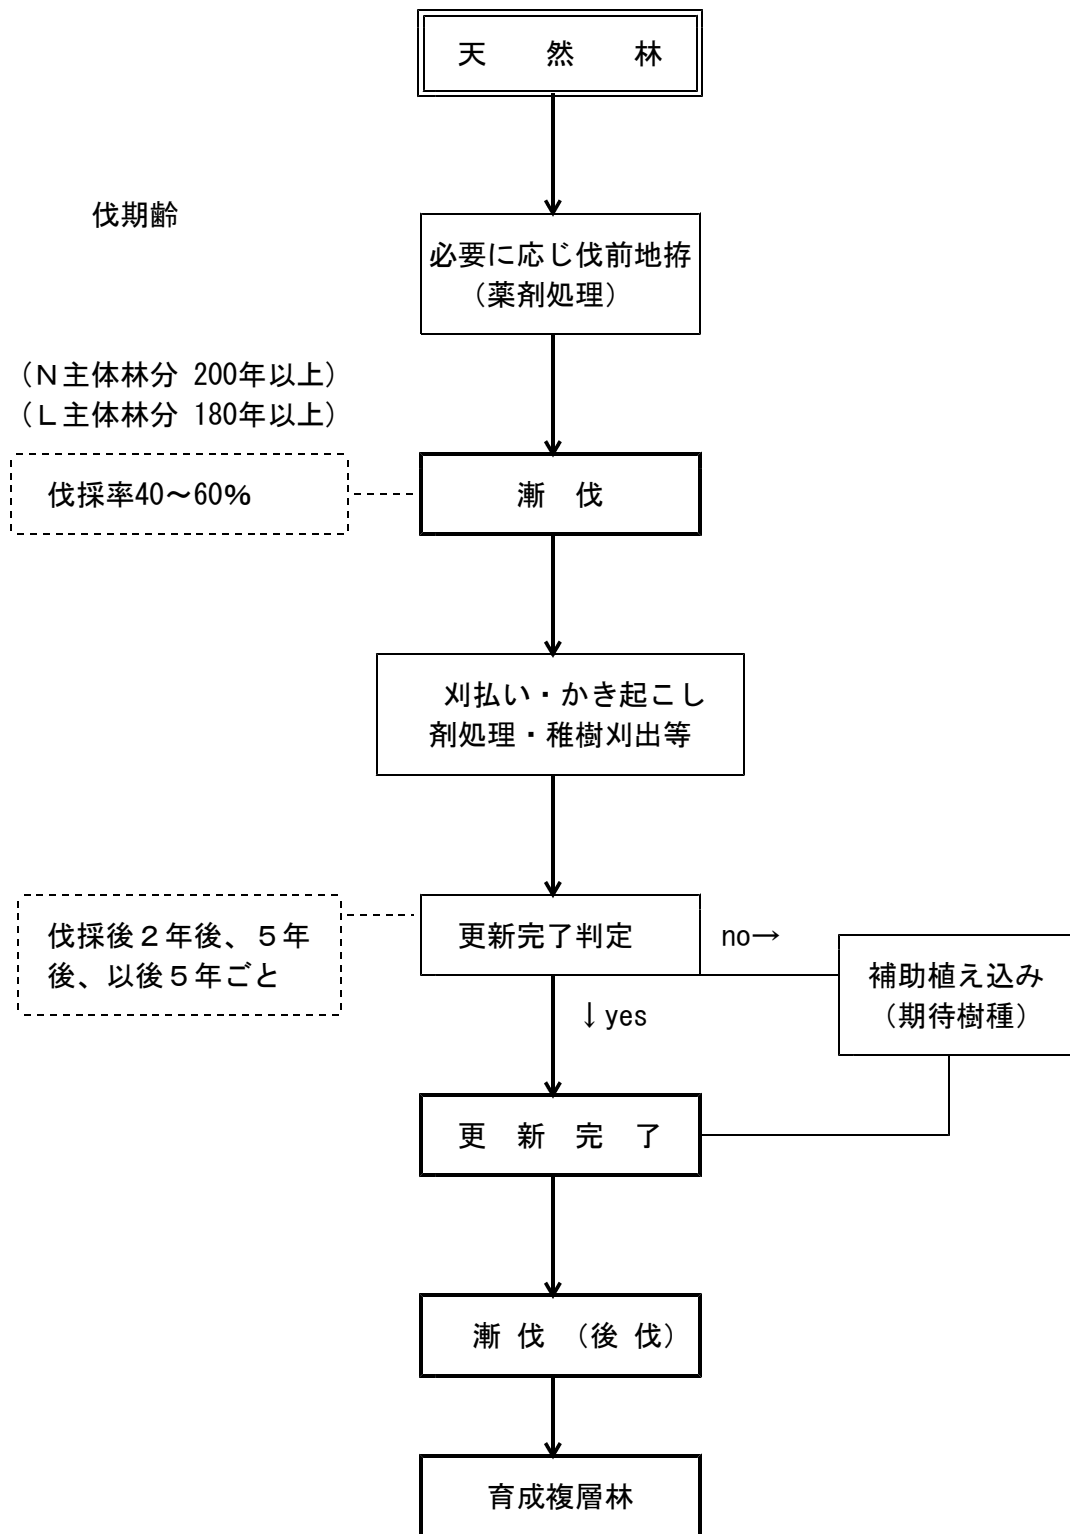 天　然　林
伐期齢
必要に応じ伐前地拵
（薬剤処理）
（Ｎ主体林分 200年以上）
（Ｌ主体林分 180年以上）
伐採率40～60%
漸　伐
刈払い・かき起こし
剤処理・稚樹刈出等
伐採後２年後、５年
後、以後５年ごと
更新完了判定
no→
補助植え込み
（期待樹種）
↓yes
更　新　完　了
漸 伐 （後 伐）
育成複層林